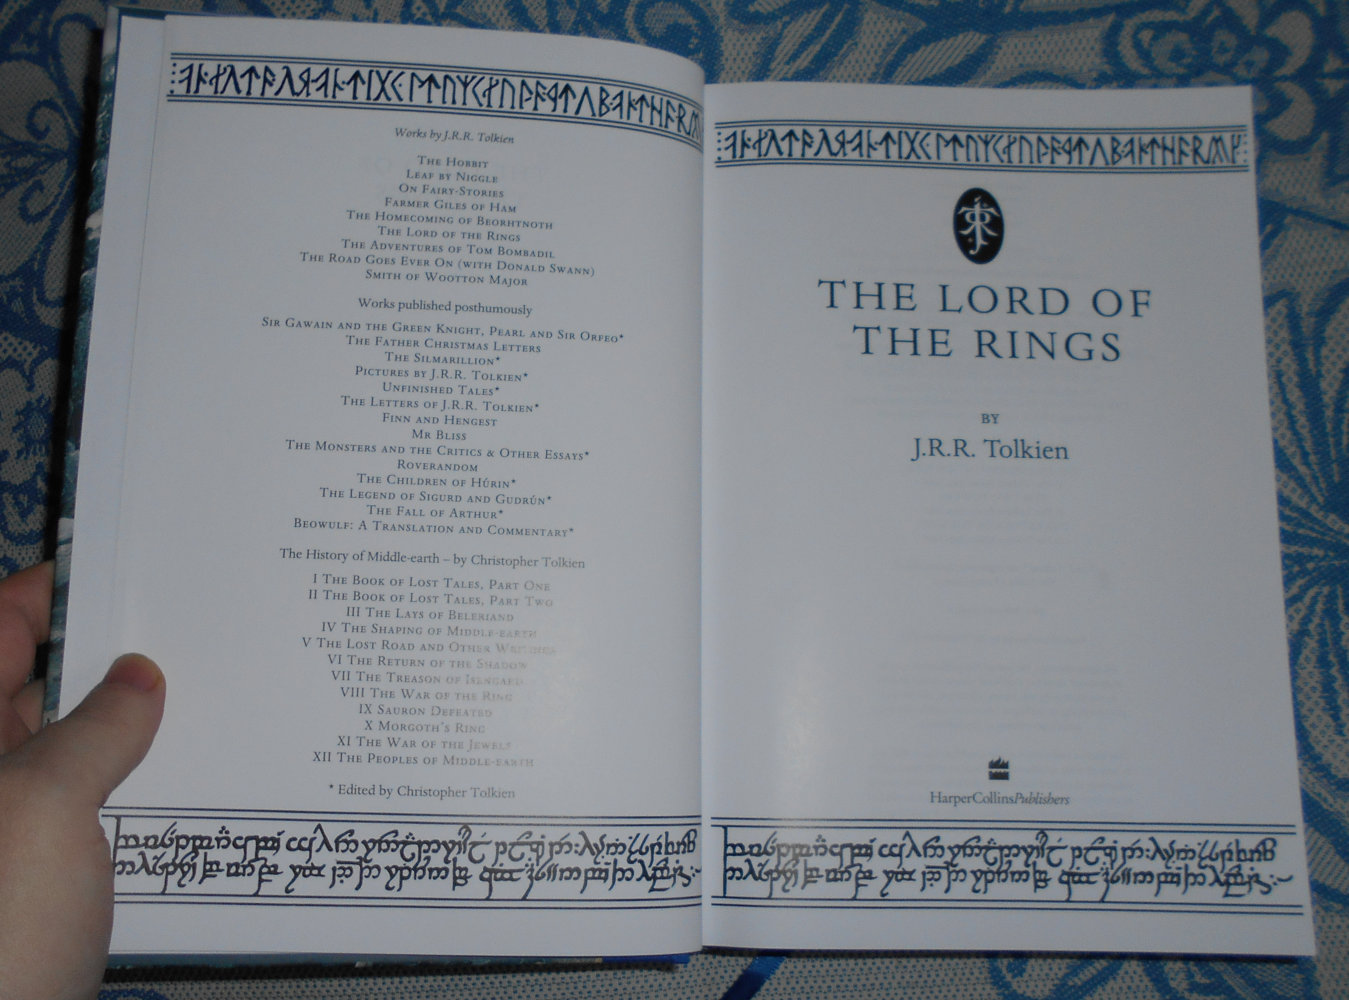 Works by J.R.R. Tolkien
The Hobbit
Leaf by Niggle
On Fairy-Stories
Farmer Giles of Ham
The Homecoming of Beorhtnoth
The Lord of the Rings
The Adventures of Tom Bombadil
The Road Goes Ever On (with Donald Swann)
Smith of Wootton Major
Works published posthumously
Sir Gawain and the Green Knight, Pearl and Sir Orfeo*
The Father Christmas Letters
The Silmarillion*
Pictures by J.R.R. Tolkien*
Unfinished Tales*
The Letters of J.R.R. Tolkien*
Finn and Hengest
Mr Bliss
The Monsters and the Critics & Other Essays*
Roverandom
The Children of Húrin*
The Legend of Sigurd and Gudrún*
The Fall of Arthur*
Beowulf: A Translation and Commentary*
The History of Middle-earth – by Christopher Tolkien
I The Book of Lost Tales, Part One
II The Book of Lost Tales, Part Two
III The Lays of Beleriand
IV The Shaping of Middle-earth
V The Lost Road and Other Writings
VI The Return of the Shadow
VII The Treason of Isengard
VIII The War of the Ring
IX Sauron Defeated
X Morgoth's Ring
XI The War of the Jewels
XII The Peoples of Middle-earth
* Edited by Christopher Tolkien
THE LORD OF
THE RINGS
BY
J.R.R. Tolkien
HarperCollinsPublishers